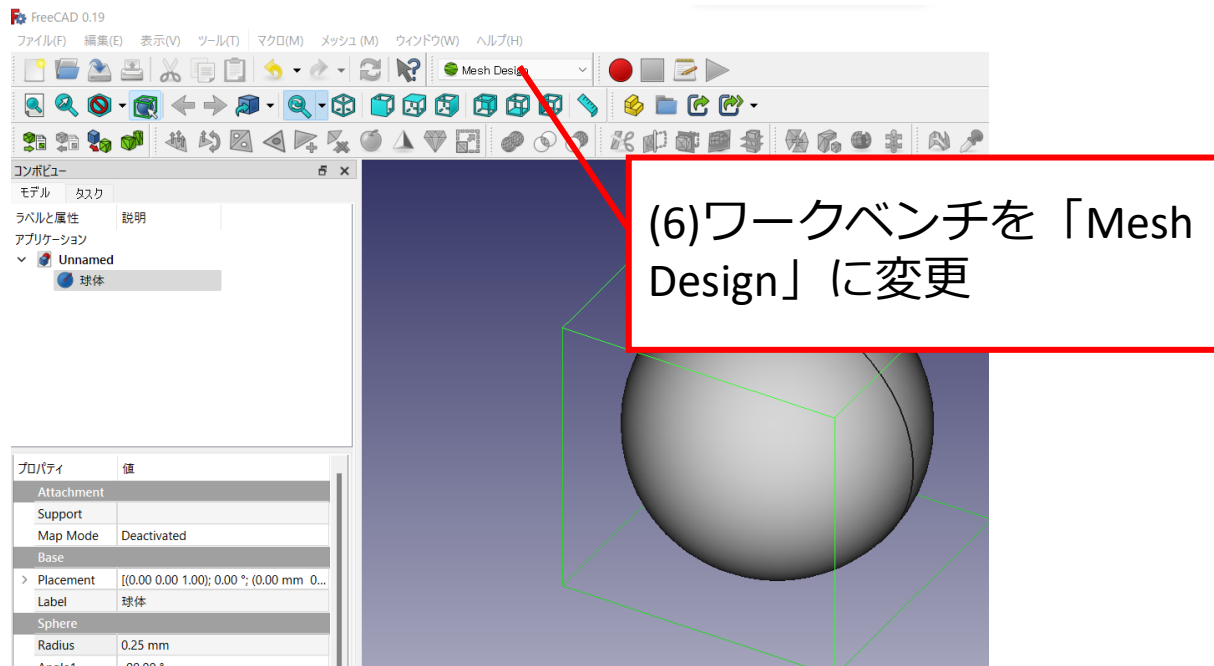 FreeCAD 0.19
ファイル(F) 編集(E) 表示(V) ツール(T) マクロ(M) メッシュ(M) ウィンドウ(W) ヘルプ(H)
Mesh Design
コンボビュー
モデル タスク
ラベルと属性 説明
アプリケーション
Unnamed
球体
(6)ワークベンチを「Mesh
Design」に変更
プロパティ 値
Attachment
Support
Map Mode Deactivated
Base
Placement [(0.00 0.00 1.00); 0.00 °; (0.00 mm 0...
Label 球体
Sphere
Radius 0.25 mm